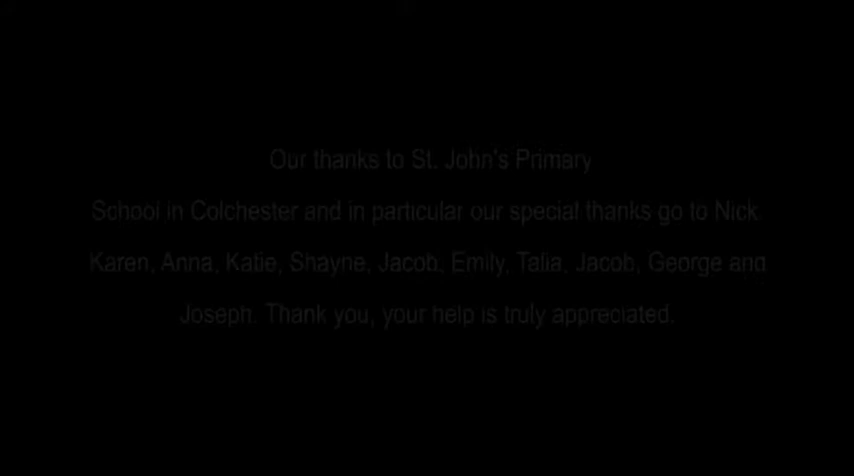 Our thanks to St. John's Primary
School in Colchester and in particular our special thanks go to Nick.
Karen, Anna, Katie, Shayne, Jacob, Emily, Talia, Jacob, George and
Joseph. Thank you, your help is truly appreciated.